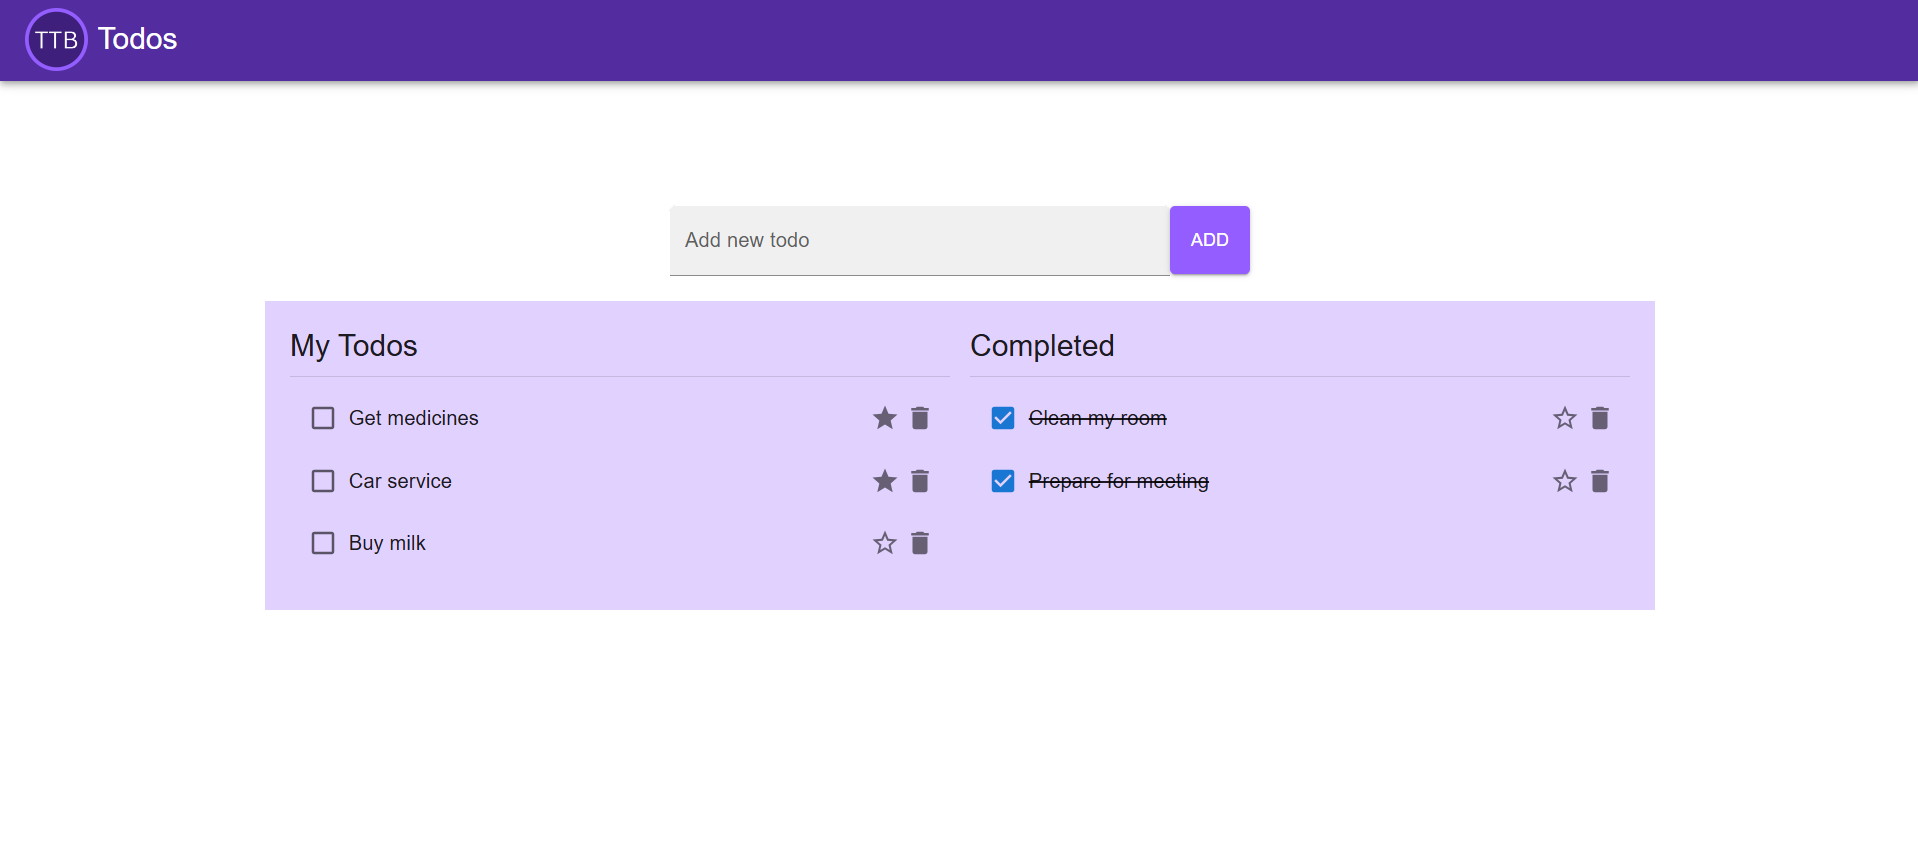 TTB Todos
Add new todo
ADD
My Todos
Get medicines
Car service
Buy milk
Completed
Clean my room
Prepare for meeting